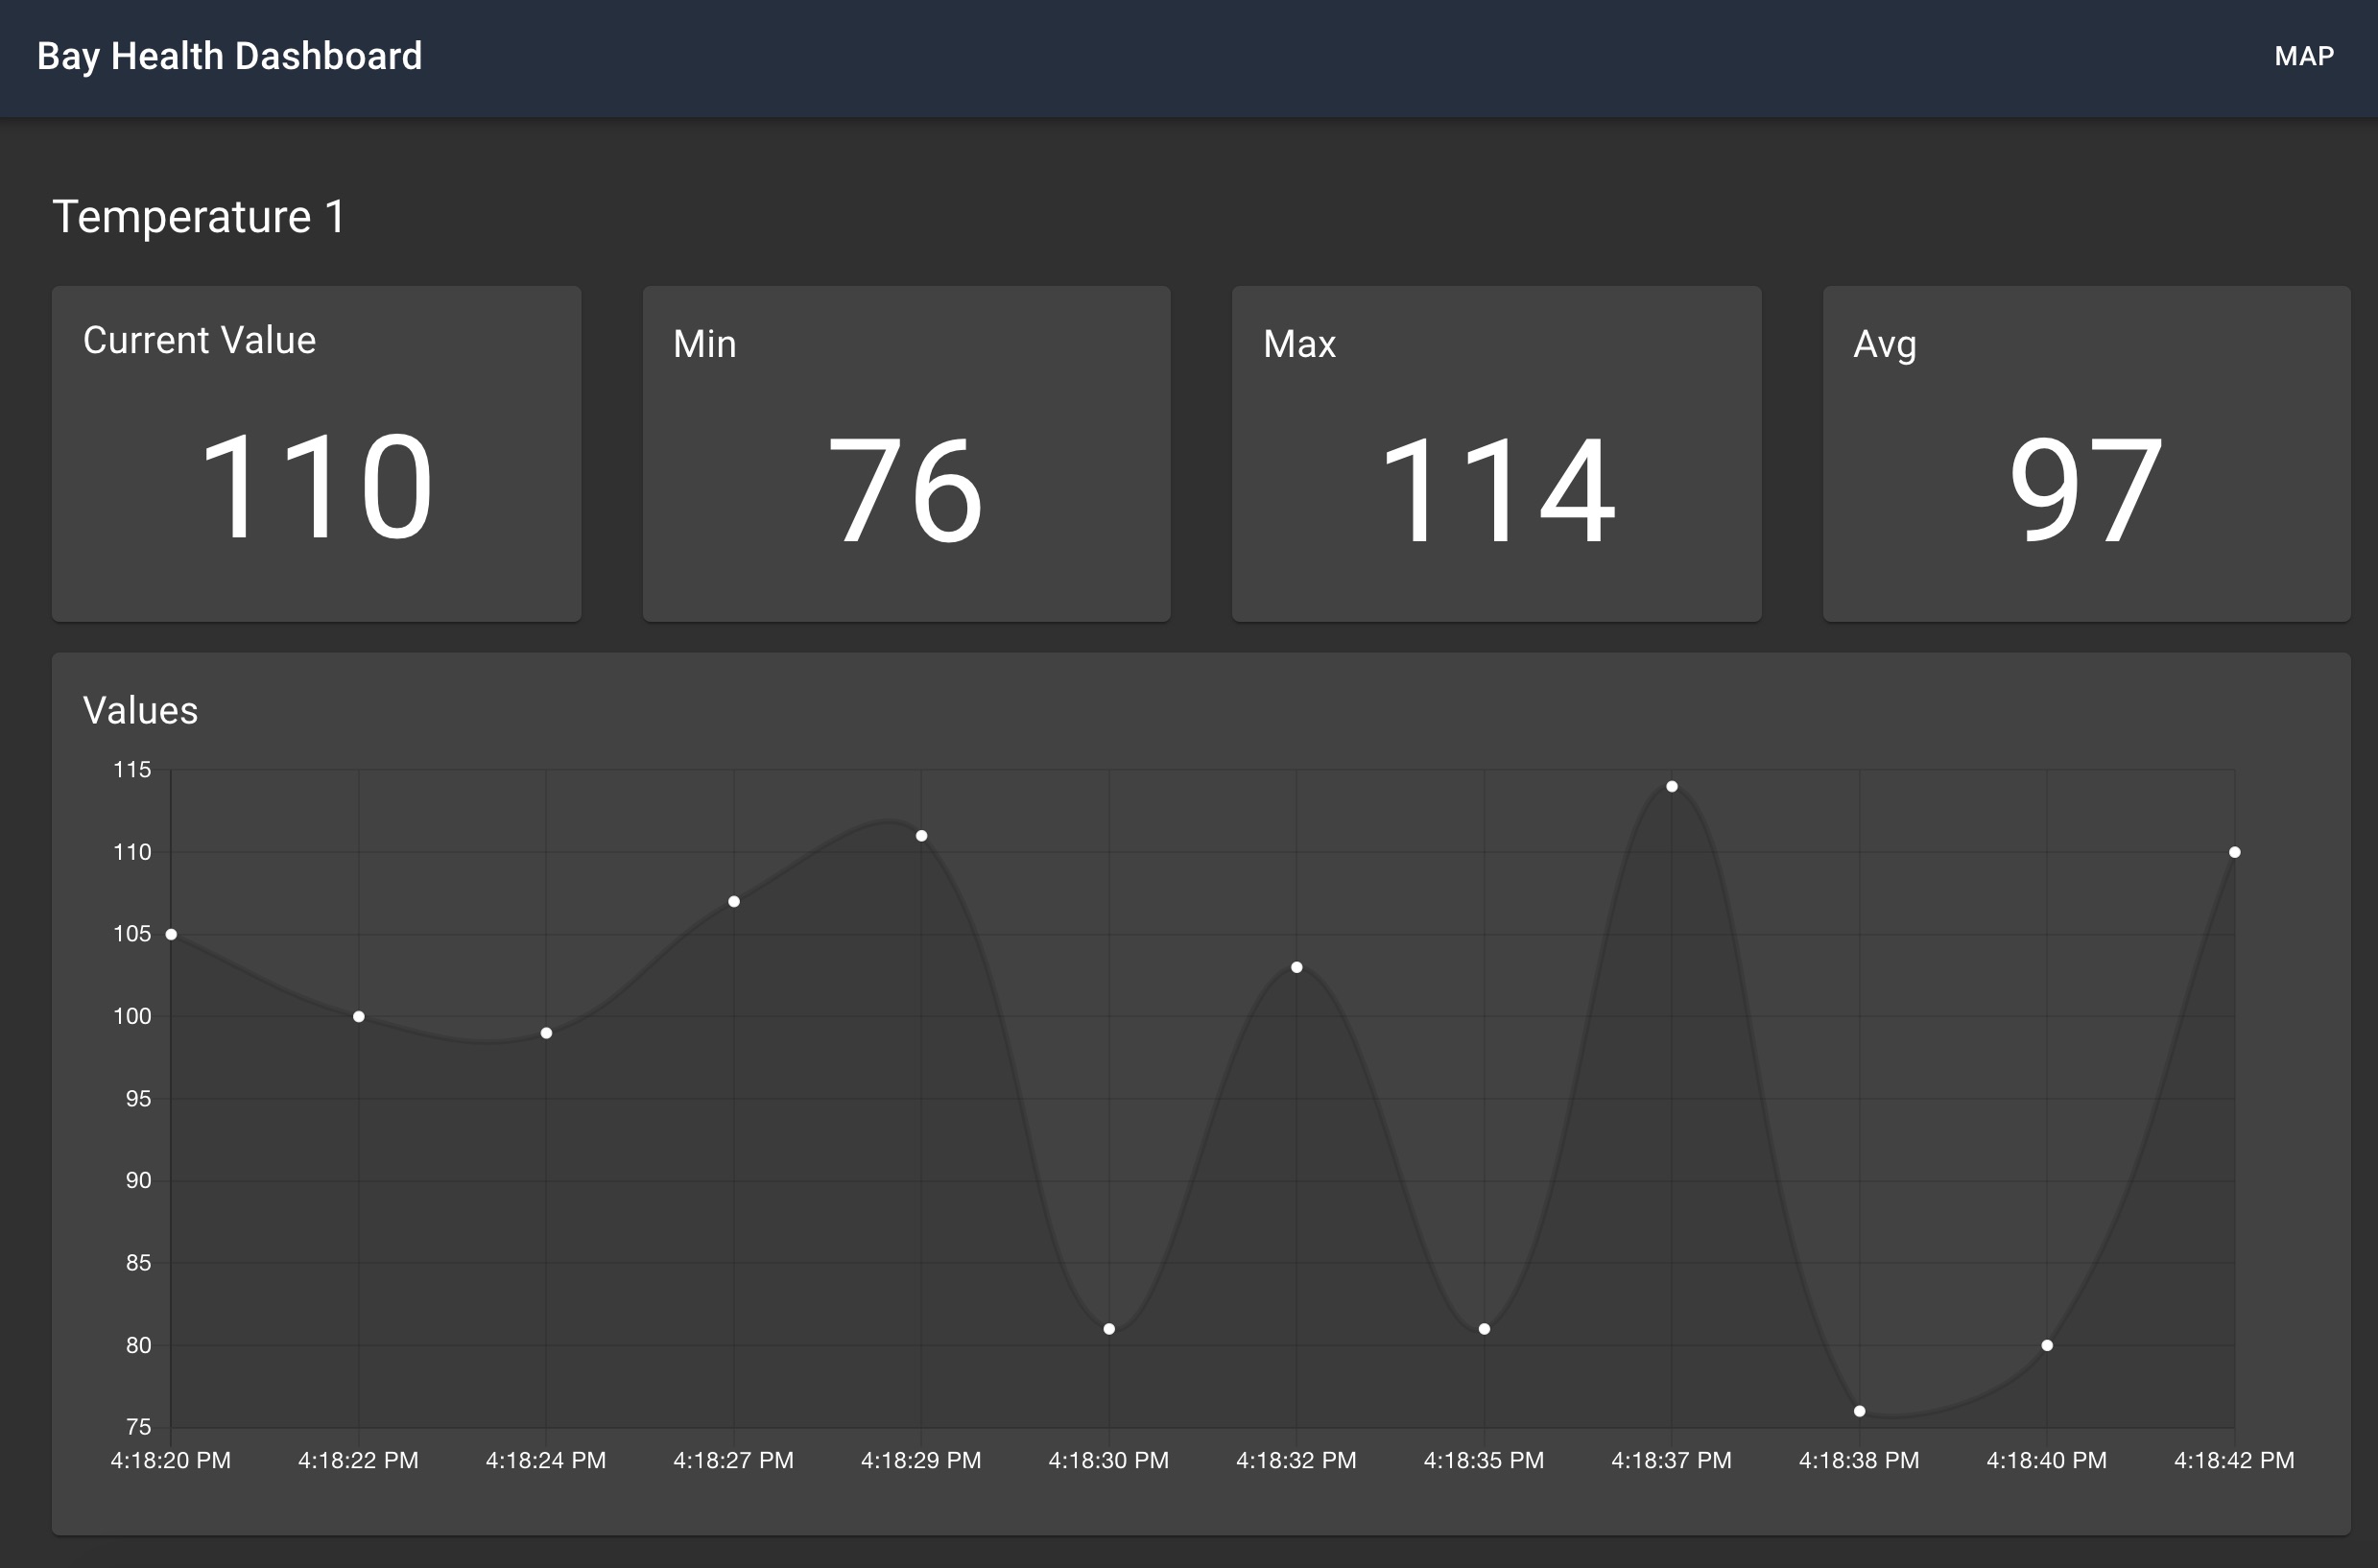 Bay Health Dashboard MAP
Temperature 1
Current Value Min Max Avg
110 76 114 97
Values
115
110
105
100
95
90
85
80
75
4:18:20 PM 4:18:22 PM 4:18:24 PM 4:18:27 PM 4:18:29 PM 4:18:30 PM 4:18:32 PM 4:18:35 PM 4:18:37 PM 4:18:38 PM 4:18:40 PM 4:18:42 PM